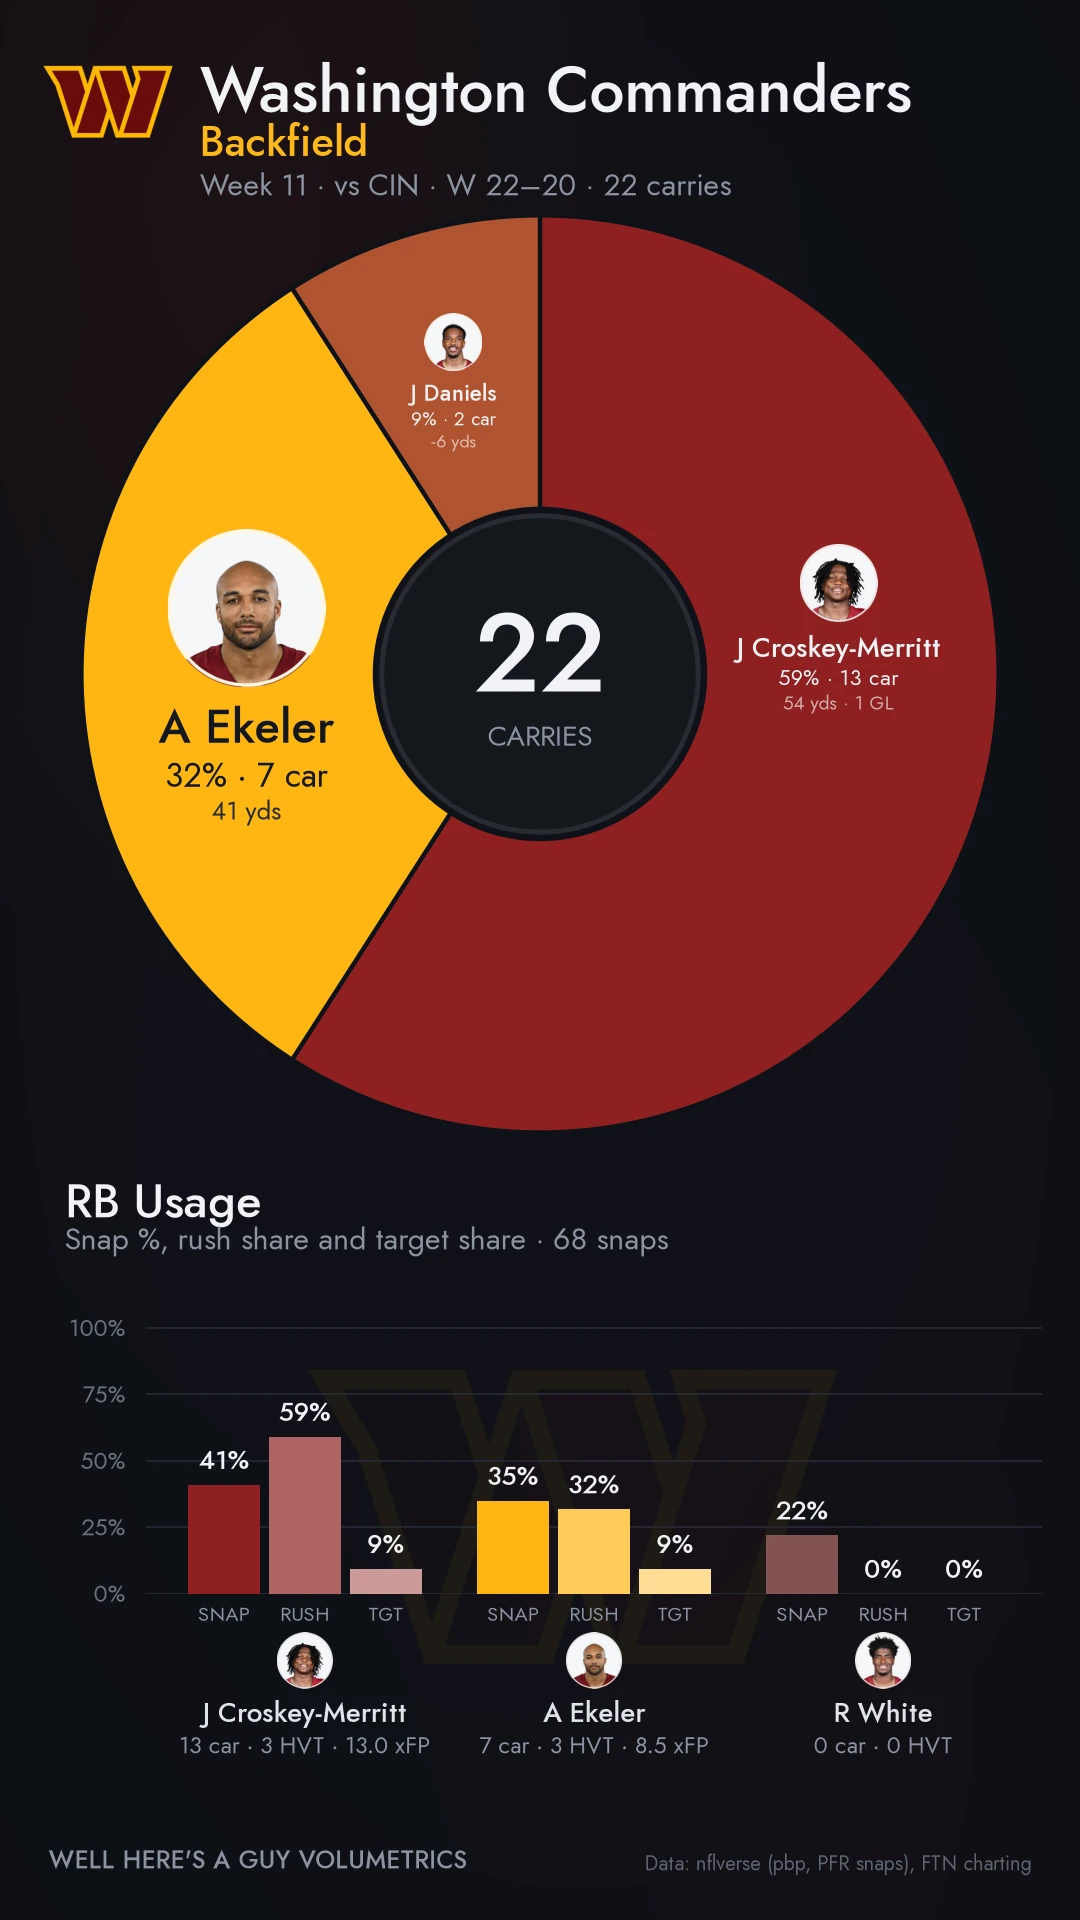 Washington Commanders
Backfield
Week 11 · vs CIN · W 22–20 · 22 carries
J Daniels
9% · 2 car
-6 yds
J Croskey-Merritt
59% · 13 car
54 yds · 1 GL
A Ekeler
32% · 7 car
41 yds
22
CARRIES
RB Usage
Snap %, rush share and target share · 68 snaps
100%
75%
50%
25%
0%
41% 59% 9% 35% 32% 9% 22% 0% 0%
SNAP RUSH TGT SNAP RUSH TGT SNAP RUSH TGT
J Croskey-Merritt A Ekeler R White
13 car · 3 HVT · 13.0 xFP 7 car · 3 HVT · 8.5 xFP 0 car · 0 HVT
WELL HERE'S A GUY VOLUMETRICS
Data: nflverse (pbp, PFR snaps), FTN charting